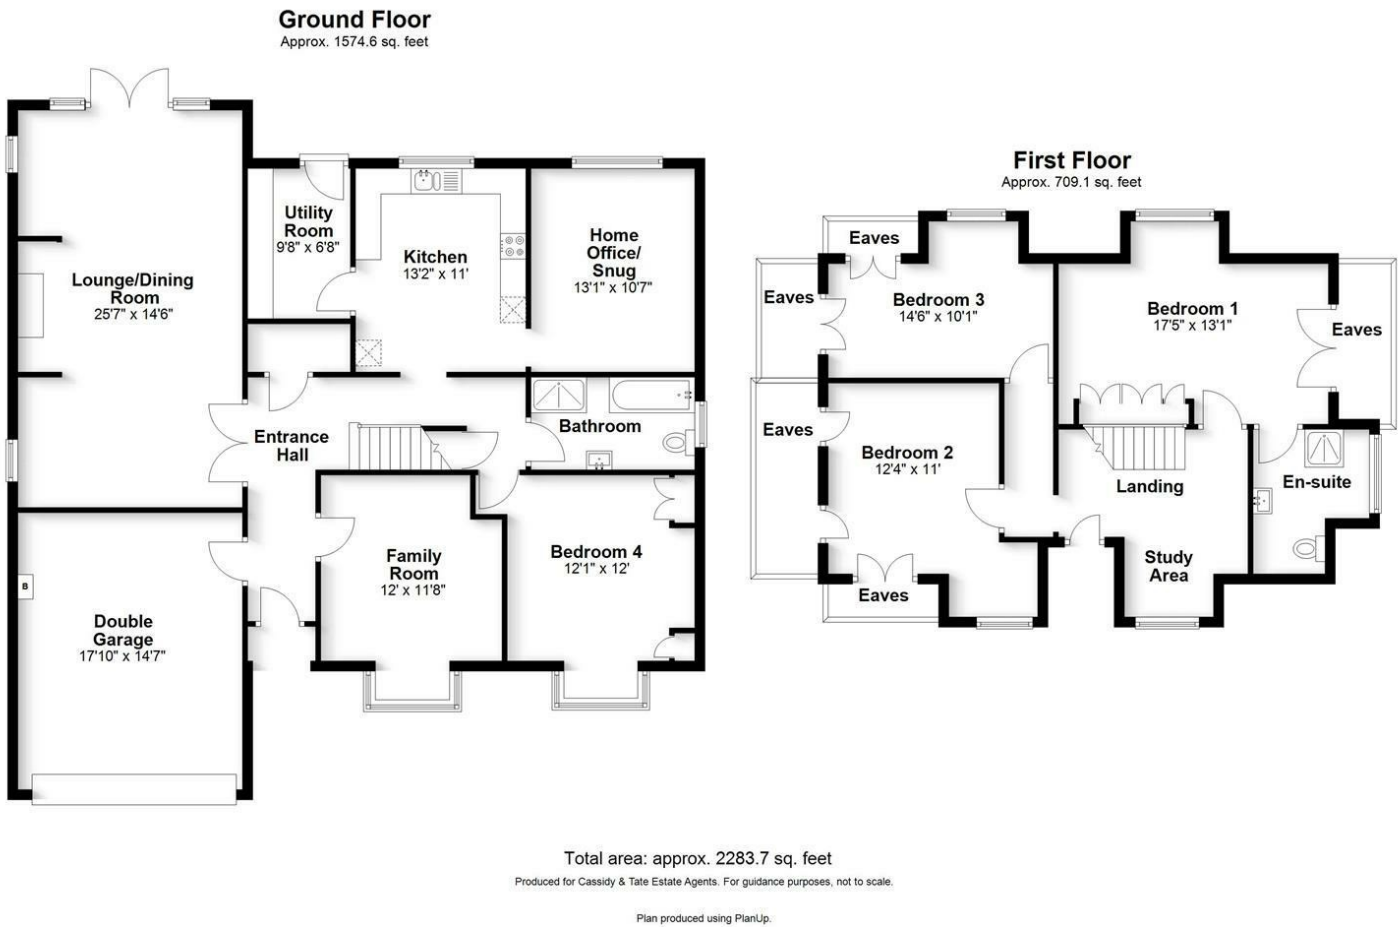 Ground Floor
Approx. 1574.6 sq. feet
Utility
Room
9'8" x 6'8"
Kitchen
13'2" x 11'
Home
Office/
Snug
13'1" x 10'7"
Lounge/Dining
Room
25'7" x 14'6"
Entrance
Hall
Bathroom
Family
Room
12' x 11'8"
Bedroom 4
12'1" x 12'
B
Double
Garage
17'10" x 14'7"
First Floor
Approx. 709.1 sq. feet
Eaves
Eaves
Bedroom 3
14'6" x 10'1"
Bedroom 1
17'5" x 13'1"
Eaves
Eaves
Bedroom 2
12'4" x 11'
Landing
En-suite
Study
Area
Eaves
Total area: approx. 2283.7 sq. feet
Produced for Cassidy & Tate Estate Agents. For guidance purposes, not to scale.
Plan produced using PlanUp.